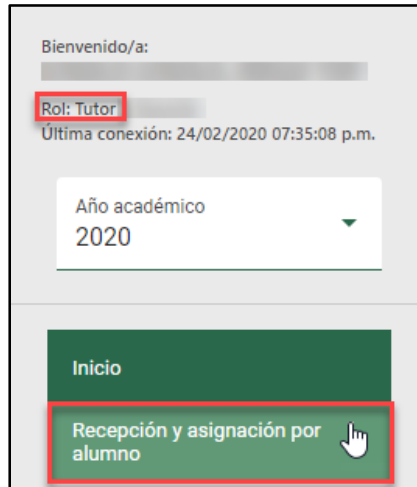 Bienvenido/a:
Rol: Tutor
Última conexión: 24/02/2020 07:35:08 p.m.
Año académico
2020
Inicio
Recepción y asignación por
alumno